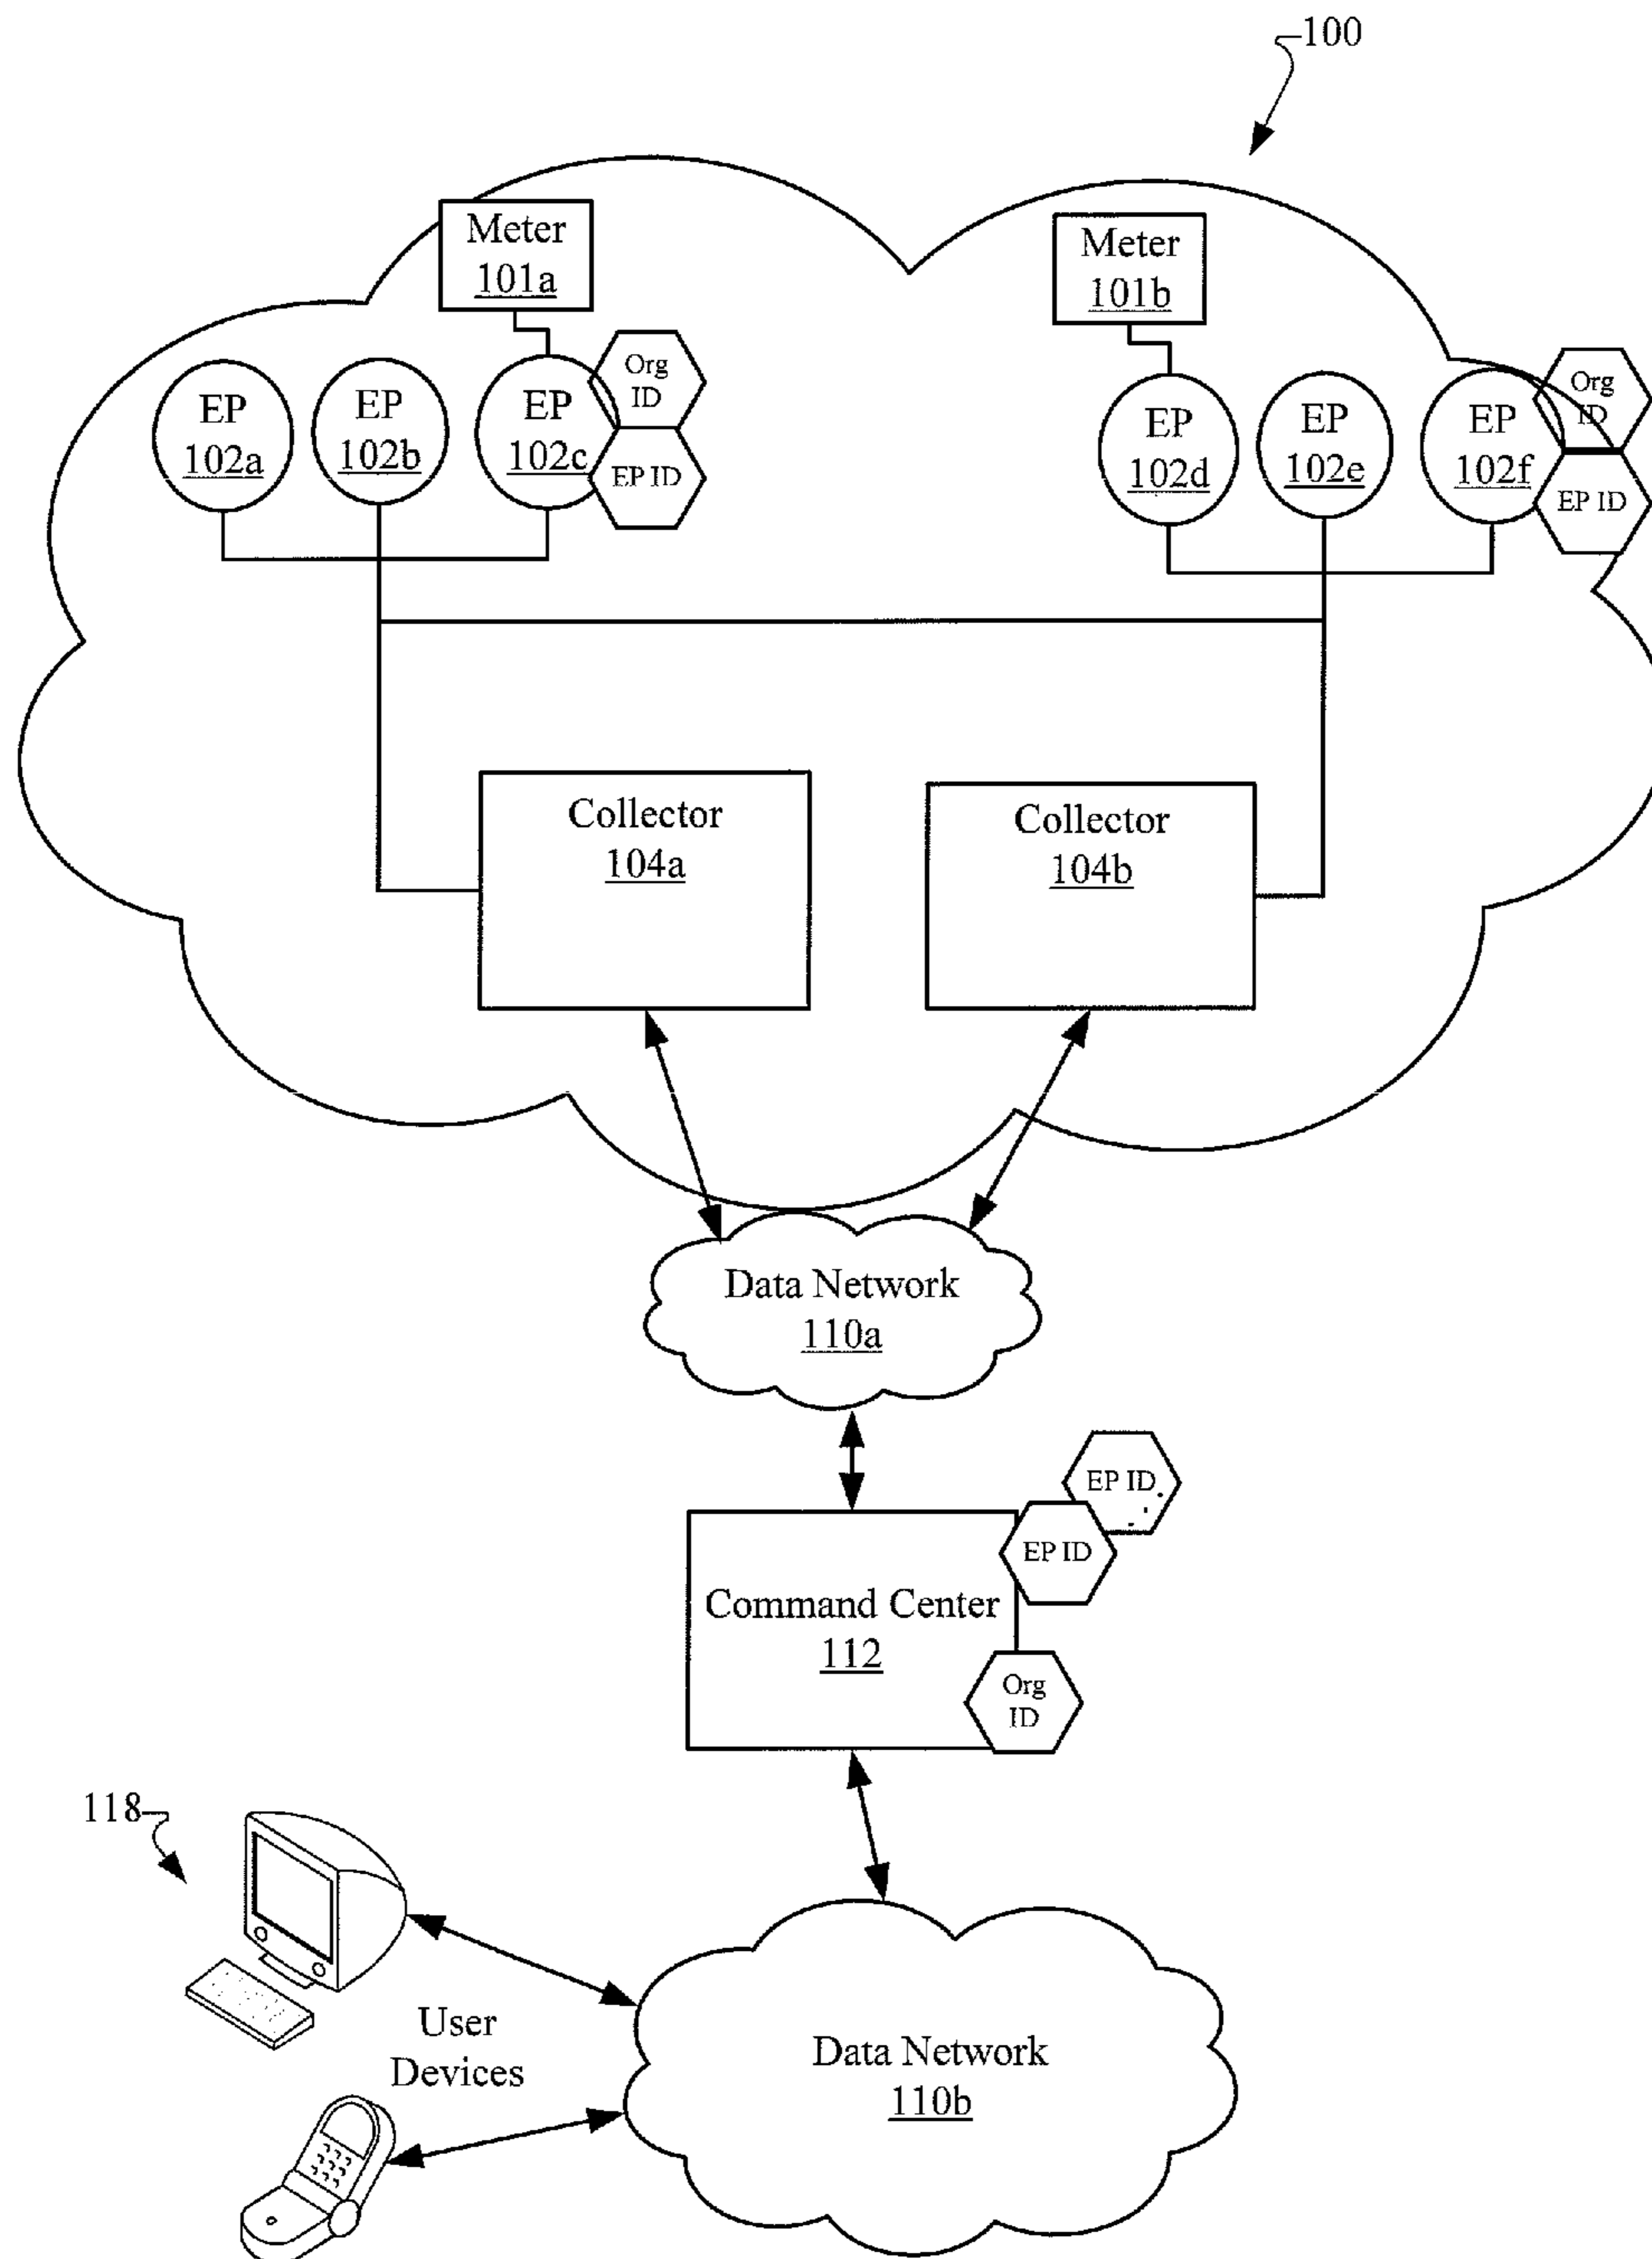 100
Meter
101a
Meter
101b
EP
102a
EP
102b
EP
102c
Org
ID
EP ID
EP
102d
EP
102e
EP
102f
Org
ID
EP ID
Collector
104a
Collector
104b
Data Network
110a
EP ID
EP ID
Command Center
112
Org
ID
118
User
Devices
Data Network
110b